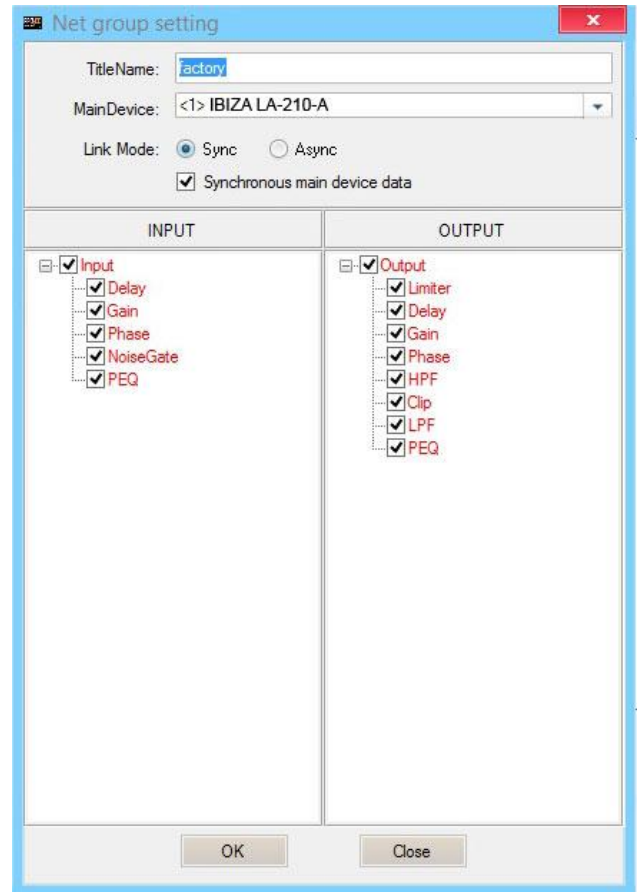 Net group setting
TitleName: factory
MainDevice: <1> IBIZA LA-210-A
Link Mode: Sync Async
Synchronous main device data
INPUT OUTPUT
Input
Delay
Gain
Phase
NoiseGate
PEQ
Output
Limiter
Delay
Gain
Phase
HPF
Clip
LPF
PEQ
OK Close